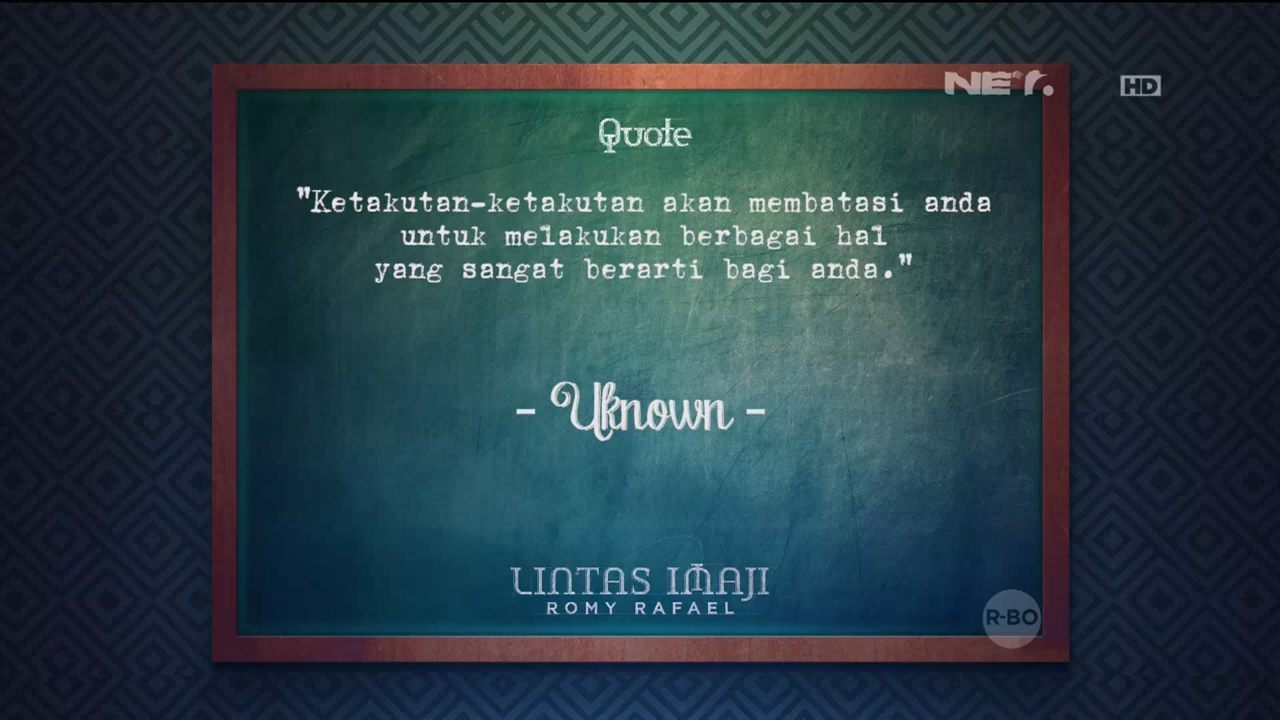 NET.
HD
Quote
"Ketakutan-ketakutan akan membatasi anda
untuk melakukan berbagai hal
yang sangat berarti bagi anda."
- Uknown -
LINTAS IMAJI
ROMY RAFAEL
R-BO